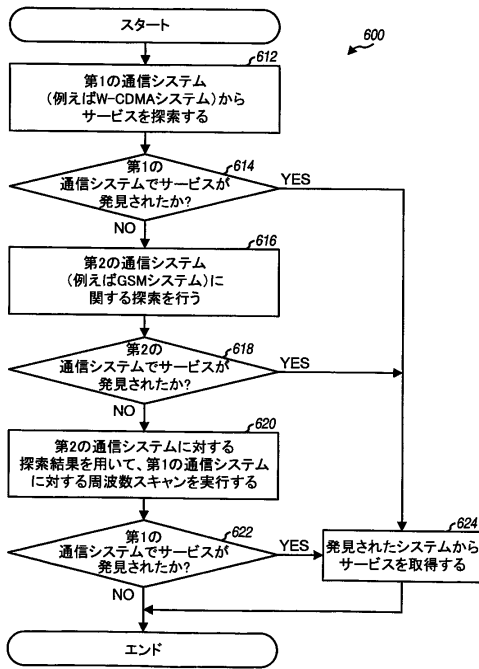 スタート
600
612
第1の通信システム
(例えばW-CDMAシステム)から
サービスを探索する
614
第1の
通信システムでサービスが
発見されたか?
YES
NO
616
第2の通信システム
(例えばGSMシステム)に
関する探索を行う
618
第2の
通信システムでサービスが
発見されたか?
YES
NO
620
第2の通信システムに対する
探索結果を用いて、第1の通信システム
に対する周波数スキャンを実行する
622
第1の
通信システムでサービスが
発見されたか?
YES
NO
624
発見されたシステムから
サービスを取得する
エンド